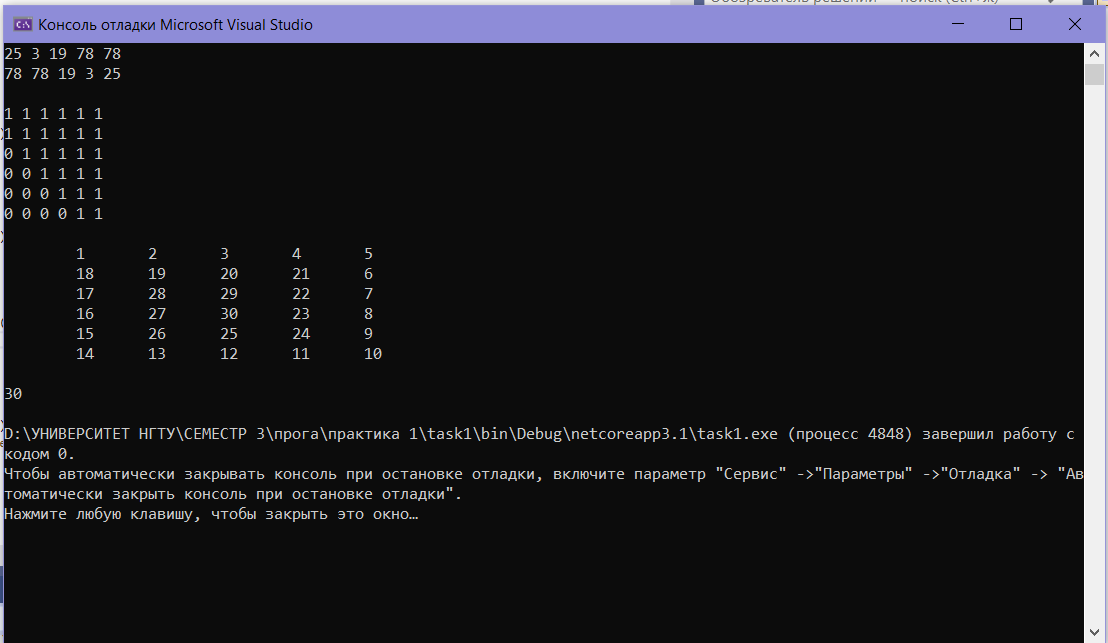 Консоль отладки Microsoft Visual Studio
25 3 19 78 78
78 78 19 3 25
1 1 1 1 1 1
1 1 1 1 1 1
0 1 1 1 1 1
0 0 1 1 1 1
0 0 0 1 1 1
0 0 0 0 1 1
1 2 3 4 5
18 19 20 21 6
17 28 29 22 7
16 27 30 23 8
15 26 25 24 9
14 13 12 11 10
30
D:\УНИВЕРСИТЕТ НГТУ\СЕМЕСТР 3\прога\практика 1\task1\bin\Debug\netcoreapp3.1\task1.exe (процесс 4848) завершил работу с
кодом 0.
Чтобы автоматически закрывать консоль при остановке отладки, включите параметр "Сервис" ->"Параметры" ->"Отладка" -> "Ав
томатически закрыть консоль при остановке отладки".
Нажмите любую клавишу, чтобы закрыть это окно…